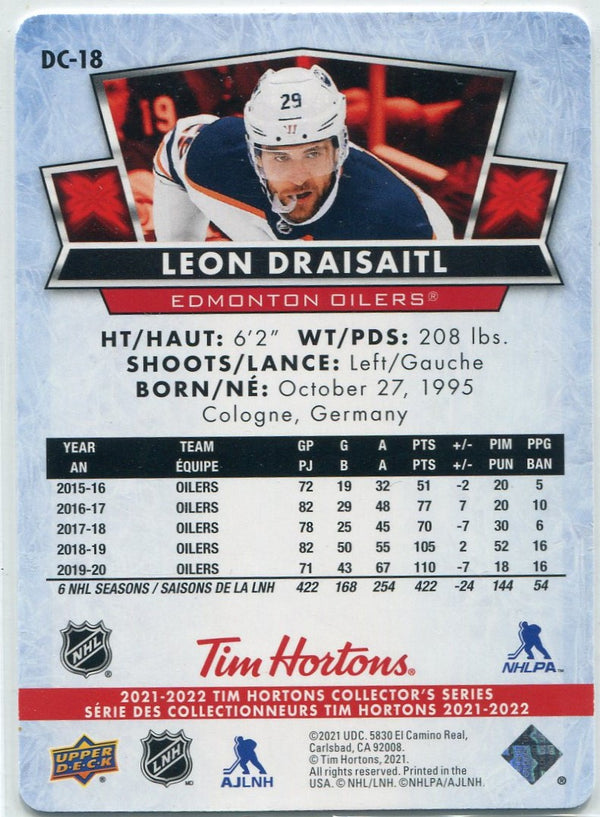 DC-18
29
19
LEON DRAISAITL
EDMONTON OILERS®
HT/HAUT: 6'2" WT/PDS: 208 lbs.
SHOOTS/LANCE: Left/Gauche
BORN/NÉ: October 27, 1995
Cologne, Germany
YEAR TEAM GP G A PTS +/- PIM PPG
AN ÉQUIPE PJ B A PTS +/- PUN BAN
2015-16 OILERS 72 19 32 51 -2 20 5
2016-17 OILERS 82 29 48 77 7 20 10
2017-18 OILERS 78 25 45 70 -7 30 6
2018-19 OILERS 82 50 55 105 2 52 16
2019-20 OILERS 71 43 67 110 -7 18 16
6 NHL SEASONS / SAISONS DE LA LNH 422 168 254 422 -24 144 54
NHL ®
Tim Hortons®
NHLPA™
2021-2022 TIM HORTONS COLLECTOR'S SERIES
SÉRIE DES COLLECTIONNEURS TIM HORTONS 2021-2022
UPPER DECK
LNH MD
AJLNH
©2021 UDC. 5830 El Camino Real,
Carlsbad, CA 92008.
© Tim Hortons, 2021.
All rights reserved. Printed in the
USA. © NHL/LNH. ©NHLPA/AJLNH.
®